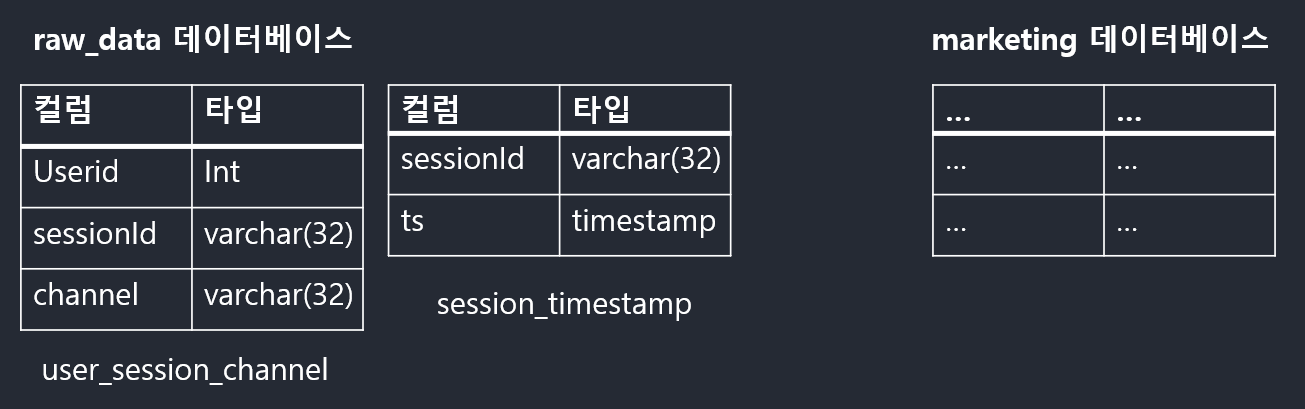 raw_data 데이터베이스
컬럼 타입
Userid Int
sessionId varchar(32)
channel varchar(32)
user_session_channel
컬럼 타입
sessionId varchar(32)
ts timestamp
session_timestamp
marketing 데이터베이스
... ...
... ...
... ...